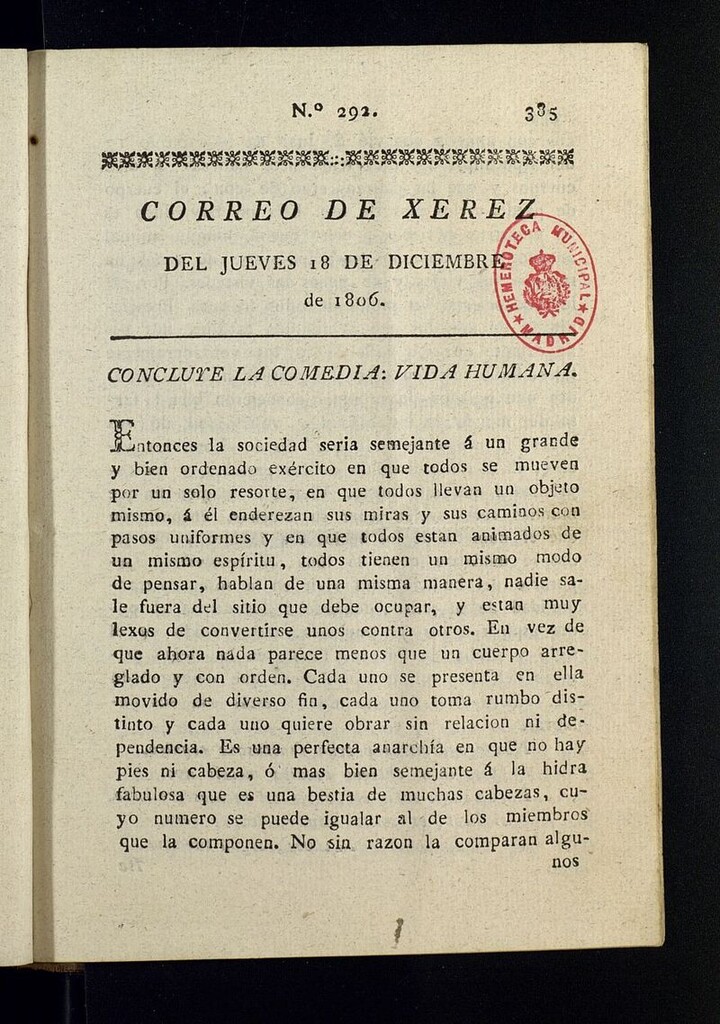 N.º 292. 385
CORREO DE XEREZ
DEL JUEVES 18 DE DICIEMBRE
de 1806.
HEMEROTECA MUNICIPAL
★ MADRID ★
CONCLUYE LA COMEDIA: VIDA HUMANA.
Entonces la sociedad seria semejante á un grande
y bien ordenado exército en que todos se mueven
por un solo resorte, en que todos llevan un objeto
mismo, á él enderezan sus miras y sus caminos con
pasos uniformes y en que todos estan animados de
un mismo espíritu, todos tienen un mismo modo
de pensar, hablan de una misma manera, nadie sa-
le fuera del sitio que debe ocupar, y estan muy
lexos de convertirse unos contra otros. En vez de
que ahora nada parece menos que un cuerpo arre-
glado y con orden. Cada uno se presenta en ella
movido de diverso fin, cada uno toma rumbo dis-
tinto y cada uno quiere obrar sin relacion ni de-
pendencia. Es una perfecta anarchía en que no hay
pies ni cabeza, ó mas bien semejante á la hidra
fabulosa que es una bestia de muchas cabezas, cu-
yo numero se puede igualar al de los miembros
que la componen. No sin razon la comparan algu-
nos